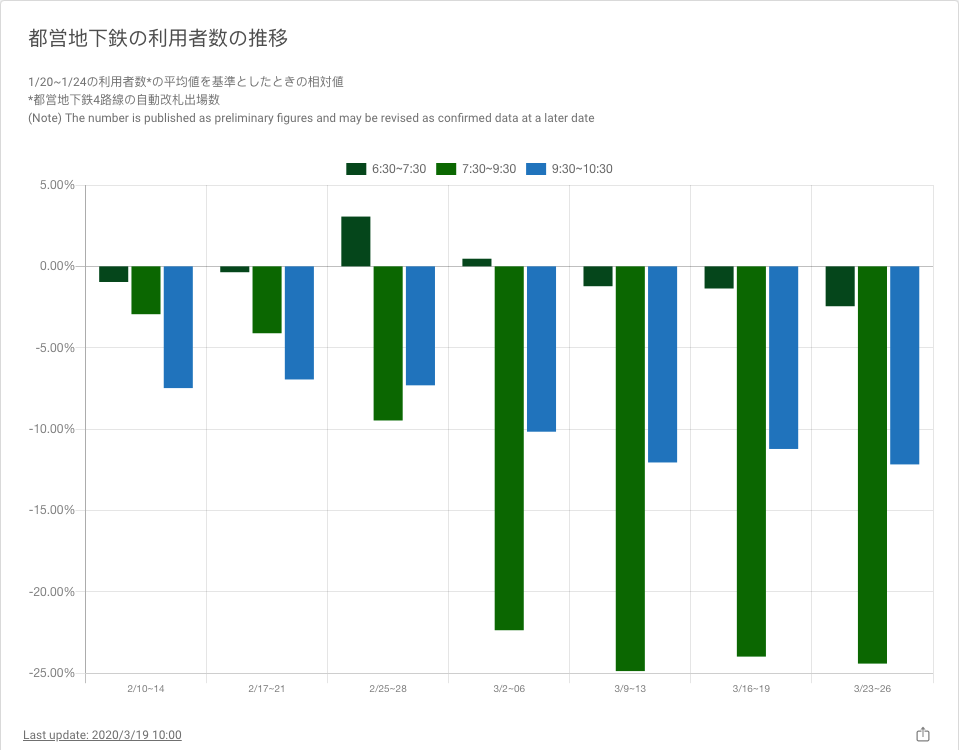 都営地下鉄の利用者数の推移
1/20~1/24の利用者数*の平均値を基準としたときの相対値
*都営地下鉄4路線の自動改札出場数
(Note) The number is published as preliminary figures and may be revised as confirmed data at a later date
6:30~7:30 7:30~9:30 9:30~10:30
5.00%
0.00%
-5.00%
-10.00%
-15.00%
-20.00%
-25.00%
2/10~14 2/17~21 2/25~28 3/2~06 3/9~13 3/16~19 3/23~26
Last update: 2020/3/19 10:00